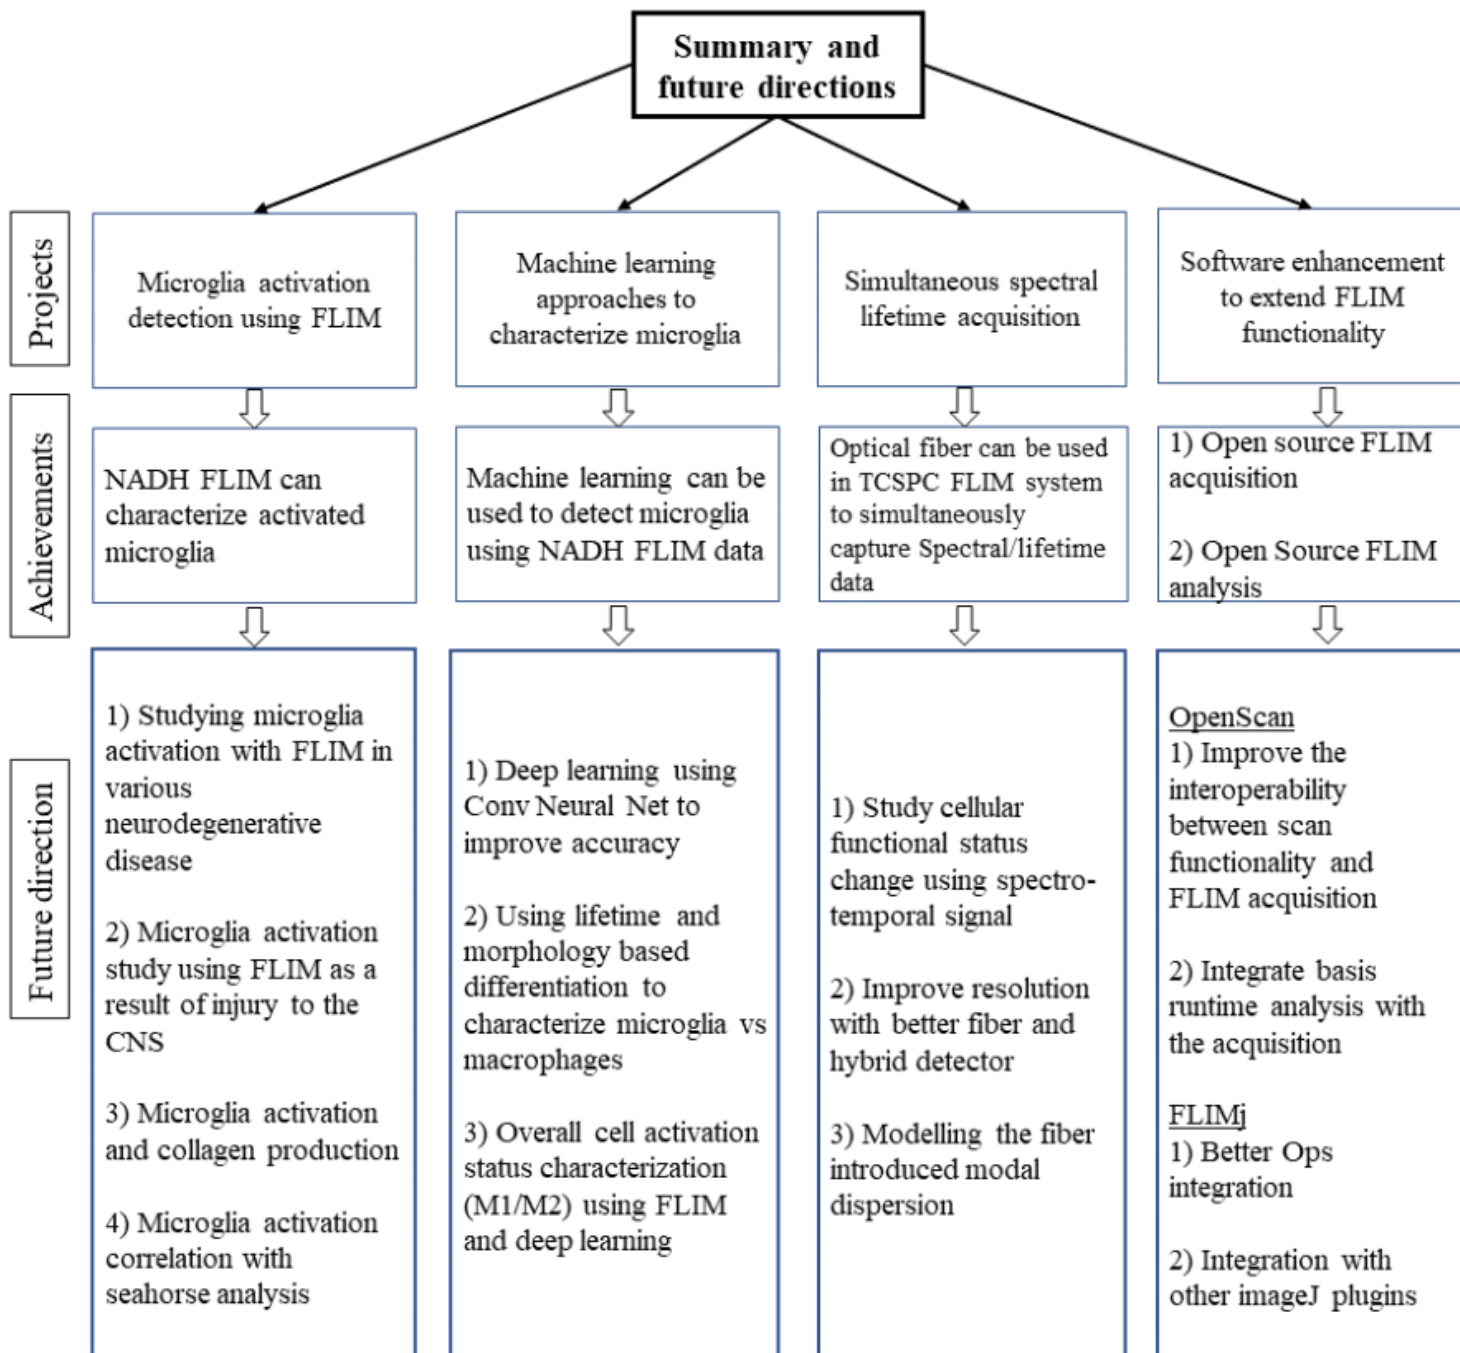 Summary and
future directions
Projects
Microglia activation
detection using FLIM
Machine learning
approaches to
characterize microglia
Simultaneous spectral
lifetime acquisition
Software enhancement
to extend FLIM
functionality
Achievements
NADH FLIM can
characterize activated
microglia
Machine learning can be
used to detect microglia
using NADH FLIM data
Optical fiber can be used
in TCSPC FLIM system
to simultaneously
capture Spectral/lifetime
data
1) Open source FLIM
acquisition
2) Open Source FLIM
analysis
Future direction
1) Studying microglia
activation with FLIM in
various
neurodegenerative
disease
2) Microglia activation
study using FLIM as a
result of injury to the
CNS
3) Microglia activation
and collagen production
4) Microglia activation
correlation with
seahorse analysis
1) Deep learning using
Conv Neural Net to
improve accuracy
2) Using lifetime and
morphology based
differentiation to
characterize microglia vs
macrophages
3) Overall cell activation
status characterization
(M1/M2) using FLIM
and deep learning
1) Study cellular
functional status
change using spectro-
temporal signal
2) Improve resolution
with better fiber and
hybrid detector
3) Modelling the fiber
introduced modal
dispersion
OpenScan
1) Improve the
interoperability
between scan
functionality and
FLIM acquisition
2) Integrate basis
runtime analysis with
the acquisition
FLIMj
1) Better Ops
integration
2) Integration with
other imageJ plugins